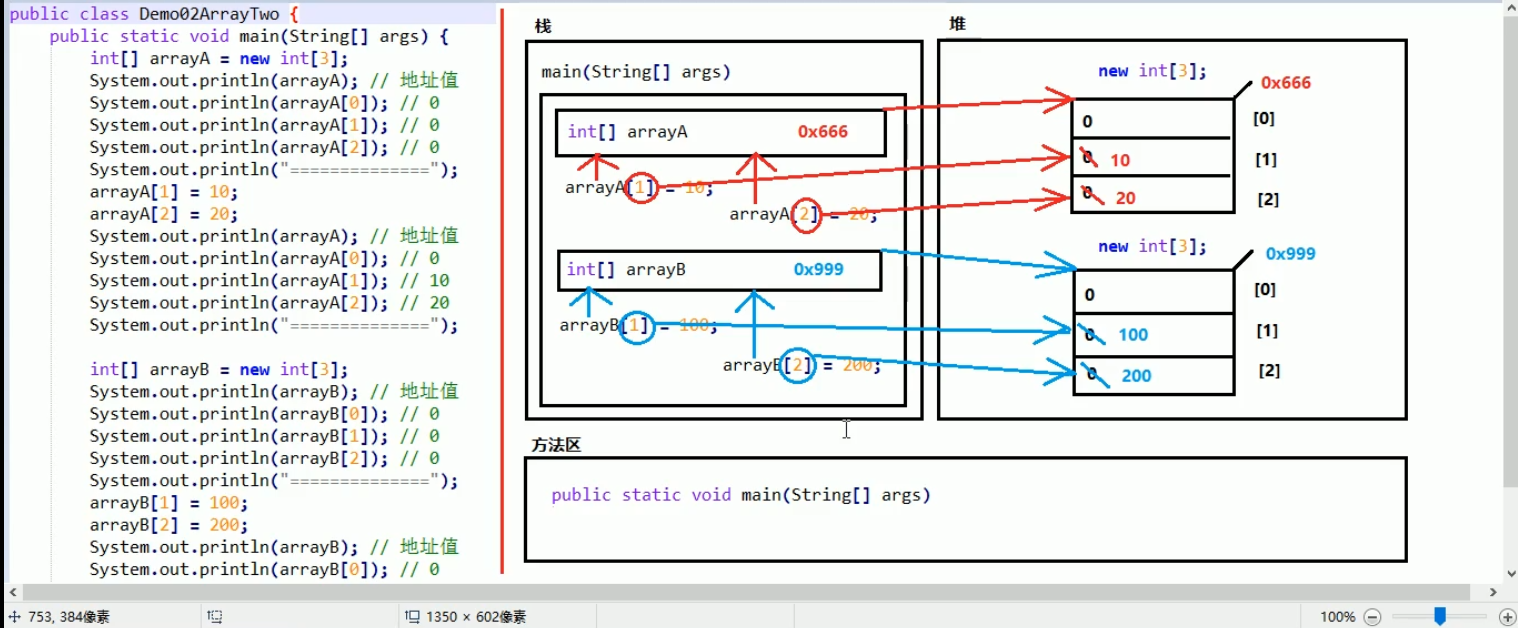 public class Demo02ArrayTwo {
public static void main(String[] args) {
int[] arrayA = new int[3];
System.out.println(arrayA); // 地址值
System.out.println(arrayA[0]); // 0
System.out.println(arrayA[1]); // 0
System.out.println(arrayA[2]); // 0
System.out.println("==============");
arrayA[1] = 10;
arrayA[2] = 20;
System.out.println(arrayA); // 地址值
System.out.println(arrayA[0]); // 0
System.out.println(arrayA[1]); // 10
System.out.println(arrayA[2]); // 20
System.out.println("==============");
int[] arrayB = new int[3];
System.out.println(arrayB); // 地址值
System.out.println(arrayB[0]); // 0
System.out.println(arrayB[1]); // 0
System.out.println(arrayB[2]); // 0
System.out.println("==============");
arrayB[1] = 100;
arrayB[2] = 200;
System.out.println(arrayB); // 地址值
System.out.println(arrayB[0]); // 0
栈
main(String[] args)
int[] arrayA 0x666
arrayA[1] = 10;
arrayA[2] = 20;
int[] arrayB 0x999
arrayB[1] = 100;
arrayB[2] = 200;
堆
new int[3];
0x666
0 [0]
0 10 [1]
0 20 [2]
new int[3];
0x999
0 [0]
0 100 [1]
0 200 [2]
方法区
public static void main(String[] args)
753, 384像素
1350 × 602像素
100%